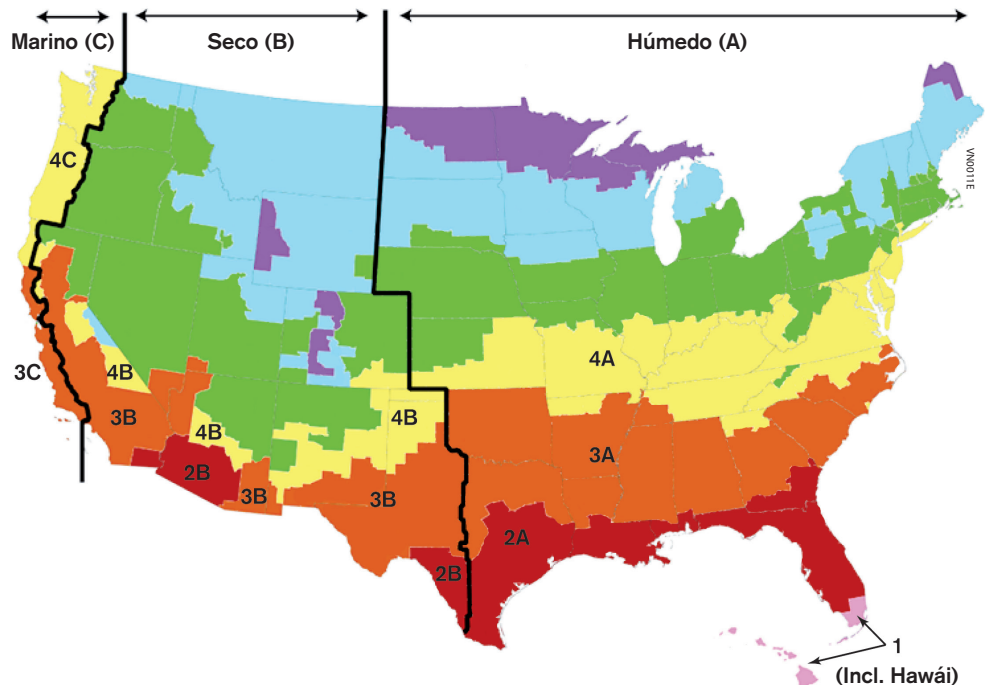 Marino (C)
Seco (B)
Húmedo (A)
4C
VN0011E
3C
4B
4B
4A
3B
4B
3A
2B
3B
3B
2A
2B
1
(Incl. Hawái)